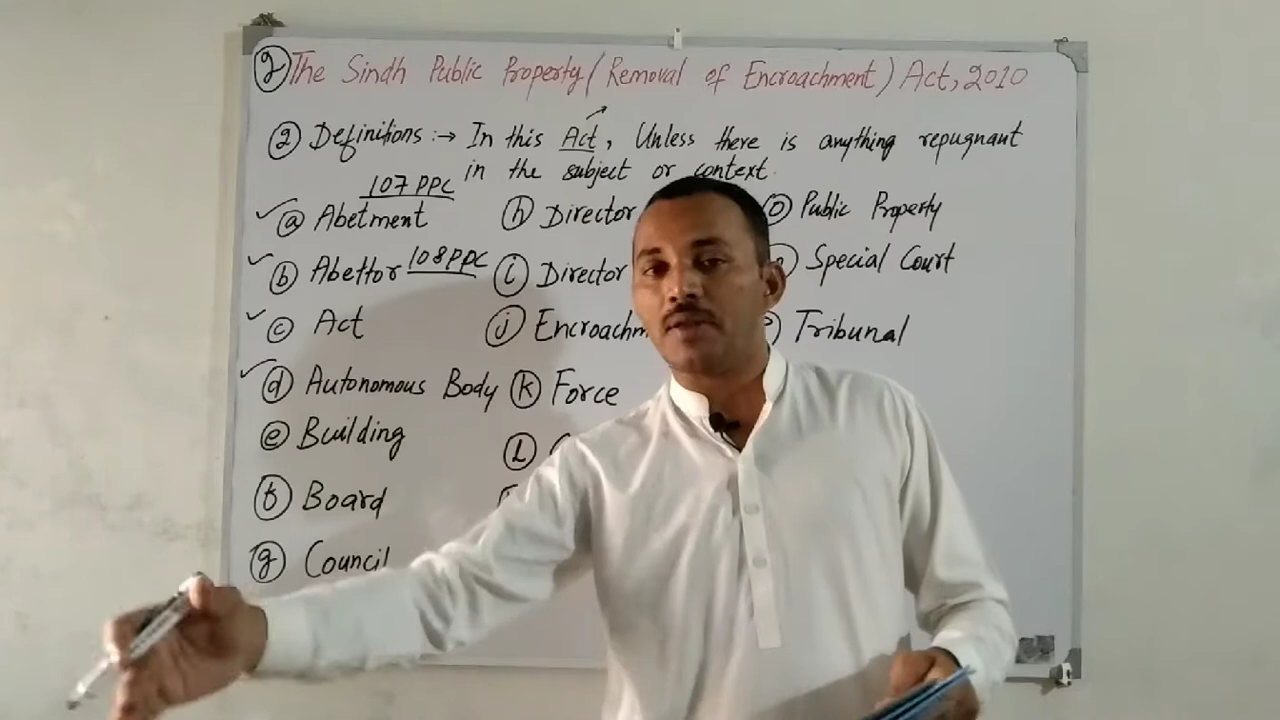 2 The Sindh Public Property (Removal of Encroachment) Act, 2010
2 Definitions :→ In this Act, Unless there is anything repugnant
in the subject or context.
107 PPC
a Abetment
b Abettor 108 PPC
c Act
d Autonomous Body
e Building
f Board
g Council
h Director
i Director
j
k Force
L
o Public Property
Special Court
Tribunal